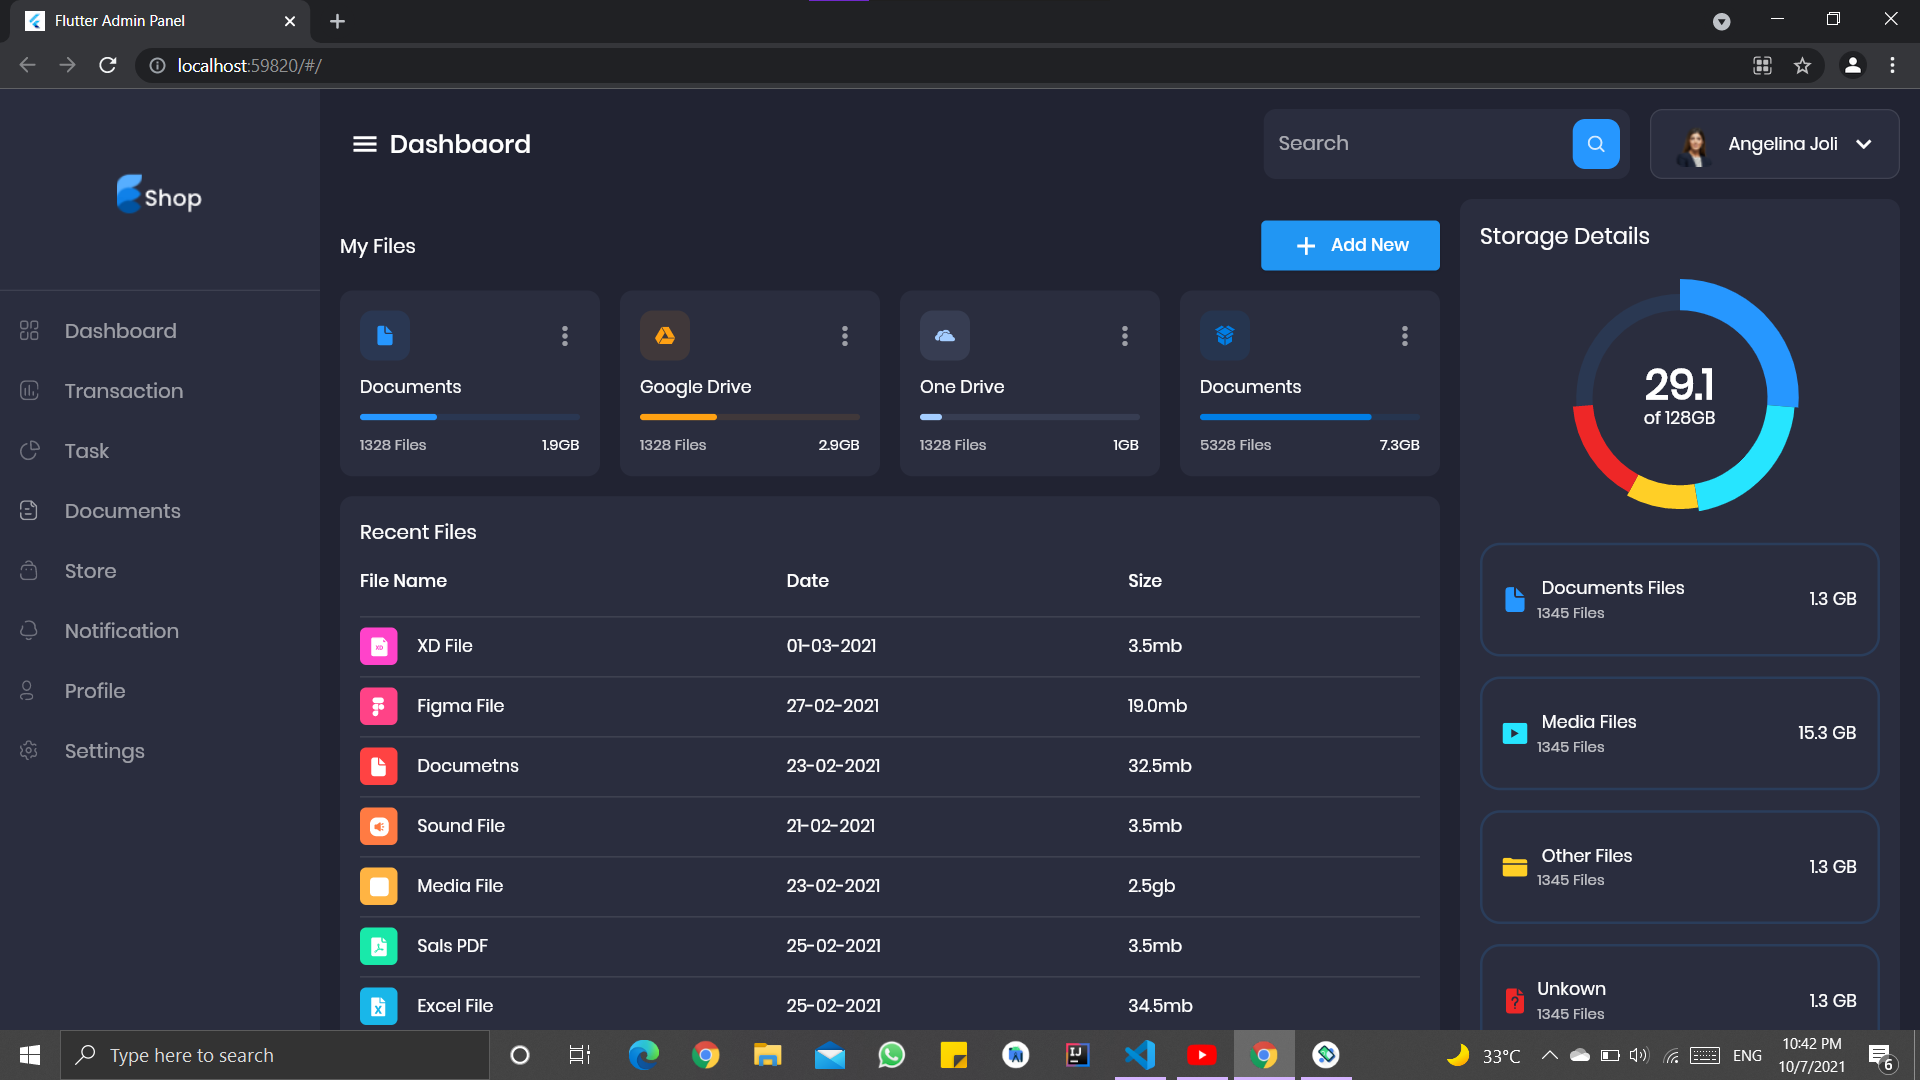 Flutter Admin Panel
localhost:59820/#/
Shop
Dashboard
Transaction
Task
Documents
Store
Notification
Profile
Settings
Dashbaord
Search
Angelina Joli
My Files
Add New
Documents
1328 Files 1.9GB
Google Drive
1328 Files 2.9GB
One Drive
1328 Files 1GB
Documents
5328 Files 7.3GB
Recent Files
File Name Date Size
XD File 01-03-2021 3.5mb
Figma File 27-02-2021 19.0mb
Documetns 23-02-2021 32.5mb
Sound File 21-02-2021 3.5mb
Media File 23-02-2021 2.5gb
Sals PDF 25-02-2021 3.5mb
Excel File 25-02-2021 34.5mb
Storage Details
29.1
of 128GB
Documents Files
1345 Files
1.3 GB
Media Files
1345 Files
15.3 GB
Other Files
1345 Files
1.3 GB
Unkown
1345 Files
1.3 GB
Type here to search
33°C
ENG
10:42 PM
10/7/2021
6